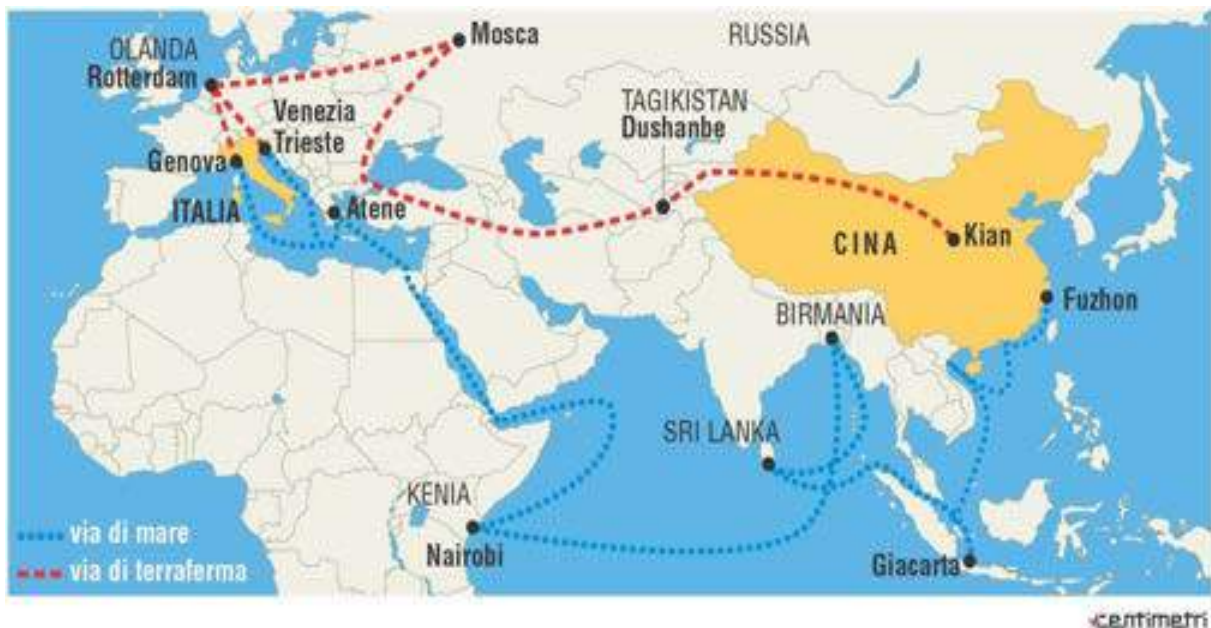 Mosca
RUSSIA
OLANDA
Rotterdam
TAGIKISTAN
Dushanbe
Venezia
Trieste
Genova
ITALIA
Atene
CINA
Kian
Fuzhon
BIRMANIA
SRI LANKA
KENIA
Nairobi
Giacarta
via di mare
via di terraferma
centimetri